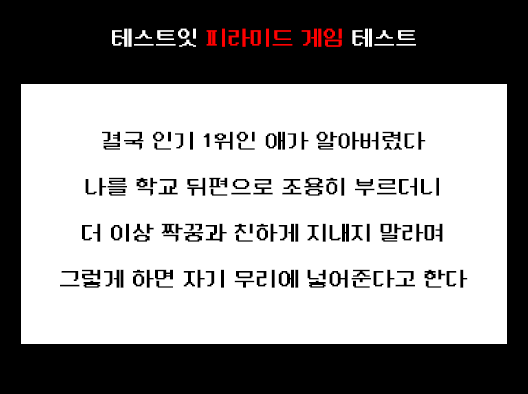 테스트잇 피라미드 게임 테스트
결국 인기 1위인 애가 알아버렸다
나를 학교 뒤편으로 조용히 부르더니
더 이상 짝꿍과 친하게 지내지 말라며
그렇게 하면 자기 무리에 넣어준다고 한다